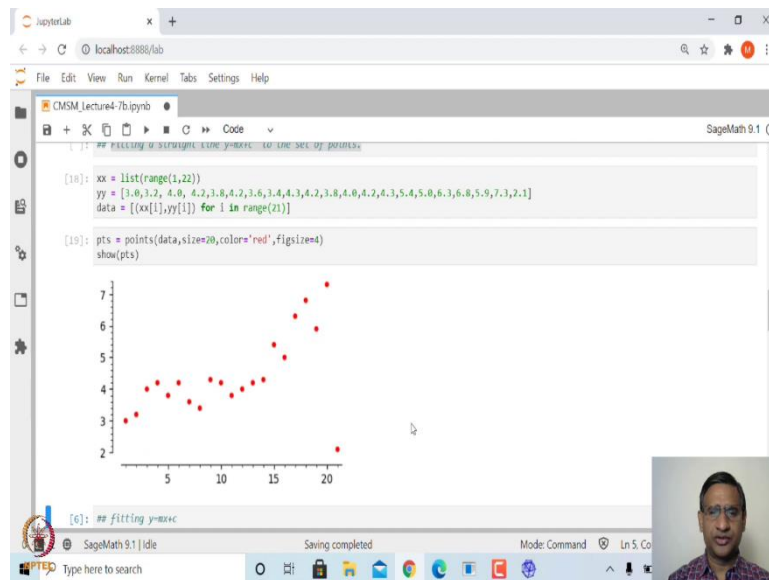 JupyterLab
localhost:8888/lab
M
File Edit View Run Kernel Tabs Settings Help
CMSM_Lecture4-7b.ipynb
Code
SageMath 9.1
[ ]: ## Fitting a straight line y=mx+c to the set of points.
[18]: xx = list(range(1,22))
yy = [3.0,3.2, 4.0, 4.2,3.8,4.2,3.6,3.4,4.3,4.2,3.8,4.0,4.2,4.3,5.4,5.0,6.3,6.8,5.9,7.3,2.1]
data = [(xx[i],yy[i]) for i in range(21)]
[19]: pts = points(data,size=20,color='red',figsize=4)
show(pts)
7
6
5
4
3
2
5 10 15 20
[6]: ## fitting y=mx+c
SageMath 9.1 | Idle Saving completed Mode: Command Ln 5, Co
NPTEL
Type here to search